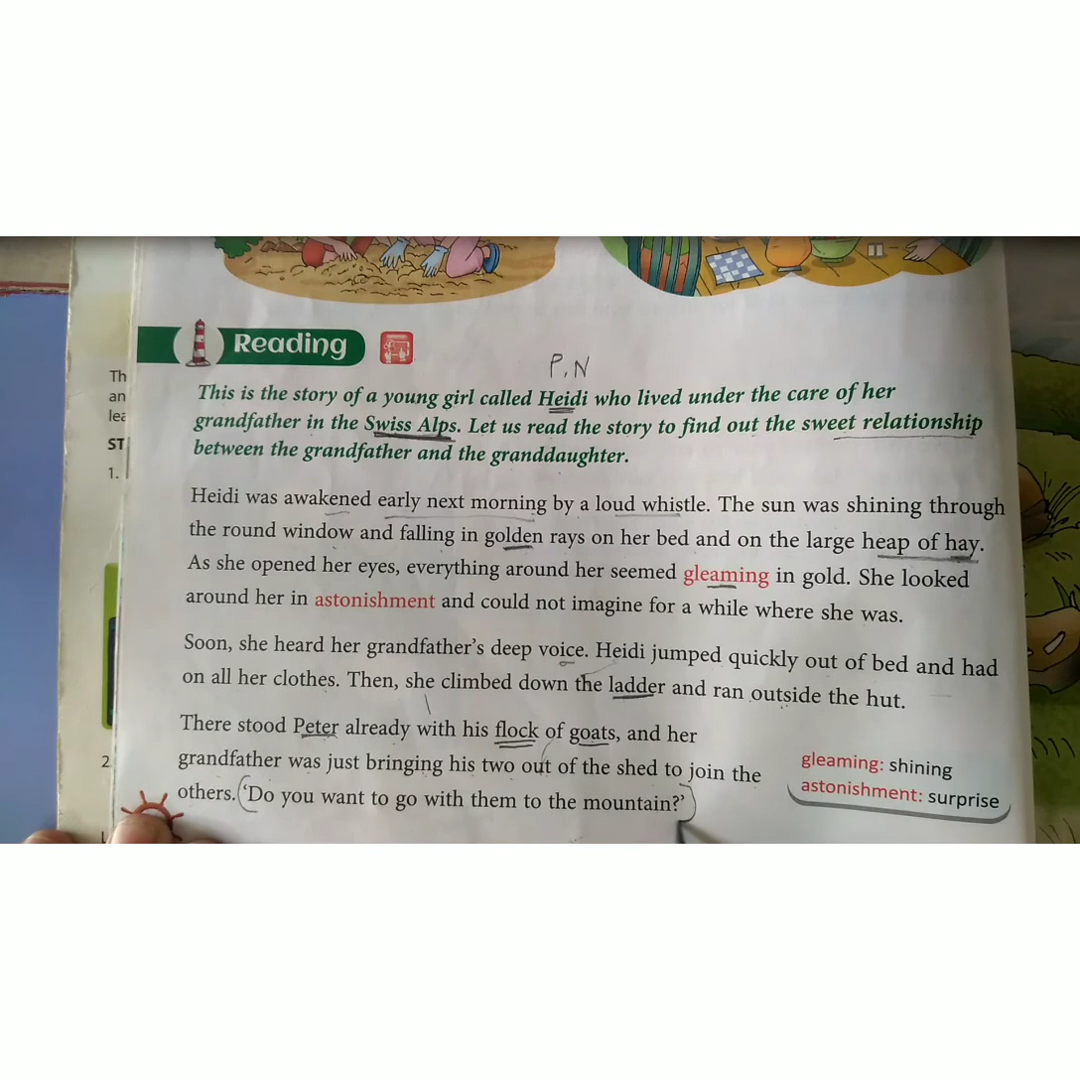 Reading
P.N
This is the story of a young girl called Heidi who lived under the care of her
grandfather in the Swiss Alps. Let us read the story to find out the sweet relationship
between the grandfather and the granddaughter.
Heidi was awakened early next morning by a loud whistle. The sun was shining through
the round window and falling in golden rays on her bed and on the large heap of hay.
As she opened her eyes, everything around her seemed gleaming in gold. She looked
around her in astonishment and could not imagine for a while where she was.
Soon, she heard her grandfather's deep voice. Heidi jumped quickly out of bed and had
on all her clothes. Then, she climbed down the ladder and ran outside the hut.
There stood Peter already with his flock of goats, and her
grandfather was just bringing his two out of the shed to join the
others. ('Do you want to go with them to the mountain?')
gleaming: shining
astonishment: surprise
Th
an
lea
ST
1.
2